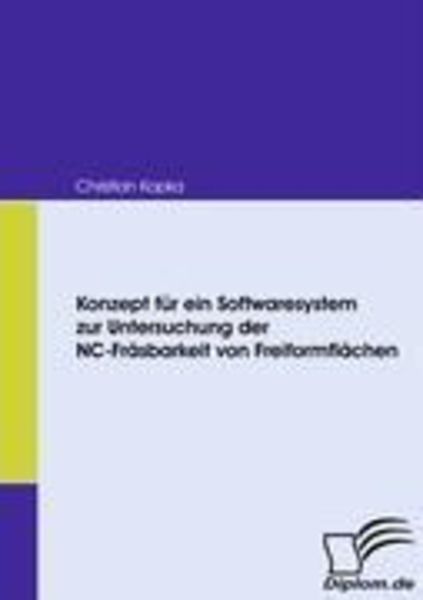 Christian Kapka
Konzept für ein Softwaresystem
zur Untersuchung der
NC-Fräsbarkeit von Freiformflächen
Diplom.de